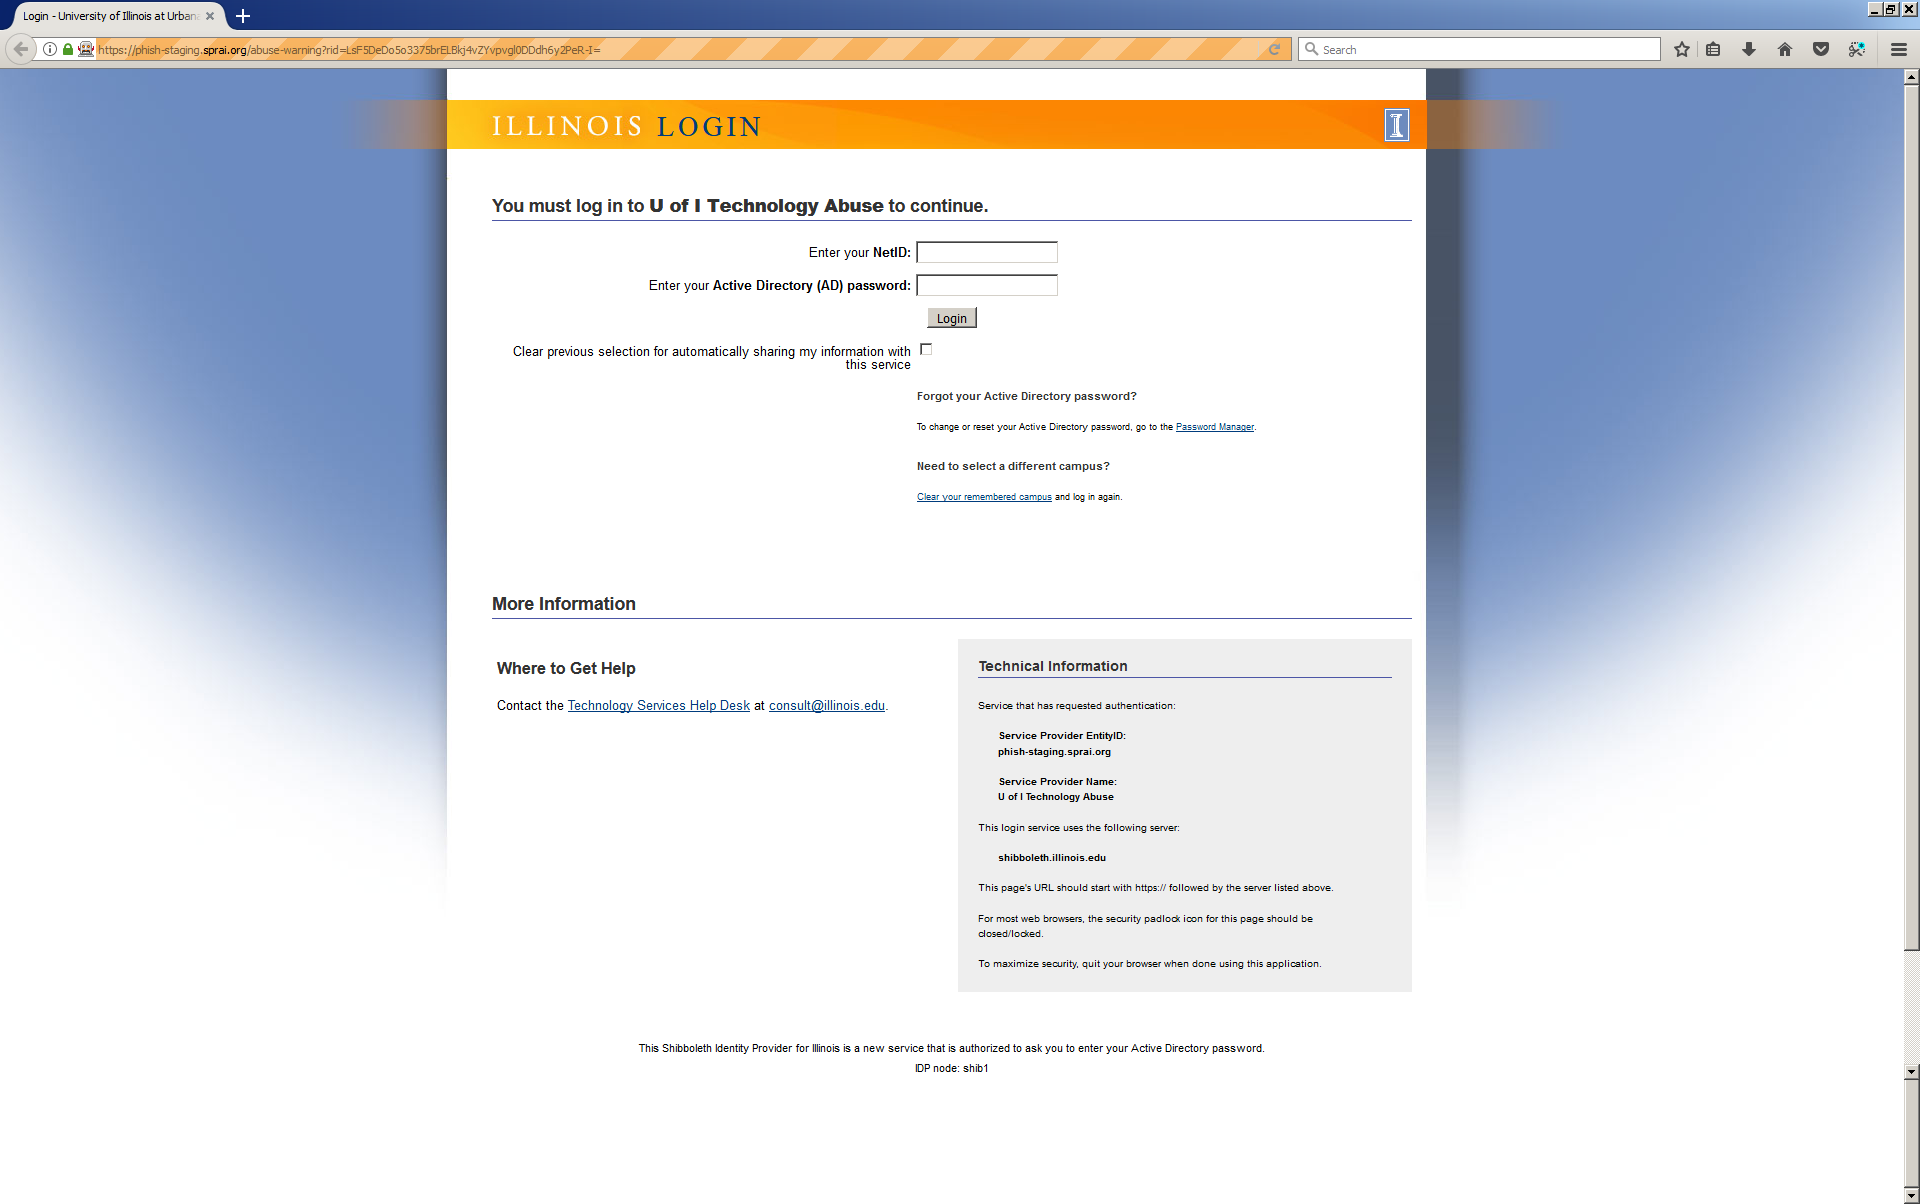 Login - University of Illinois at Urbana
https://phish-staging.sprai.org/abuse-warning?rid=LsF5DeDo5o3375brELBkj4vZYvpvgl0DDdh6y2PeR-I=
Search
ILLINOIS LOGIN
You must log in to U of I Technology Abuse to continue.
Enter your NetID:
Enter your Active Directory (AD) password:
Login
Clear previous selection for automatically sharing my information with
this service
Forgot your Active Directory password?
To change or reset your Active Directory password, go to the Password Manager.
Need to select a different campus?
Clear your remembered campus and log in again.
More Information
Where to Get Help
Contact the Technology Services Help Desk at consult@illinois.edu.
Technical Information
Service that has requested authentication:
Service Provider EntityID:
phish-staging.sprai.org
Service Provider Name:
U of I Technology Abuse
This login service uses the following server:
shibboleth.illinois.edu
This page's URL should start with https:// followed by the server listed above.
For most web browsers, the security padlock icon for this page should be
closed/locked.
To maximize security, quit your browser when done using this application.
This Shibboleth Identity Provider for Illinois is a new service that is authorized to ask you to enter your Active Directory password.
IDP node: shib1